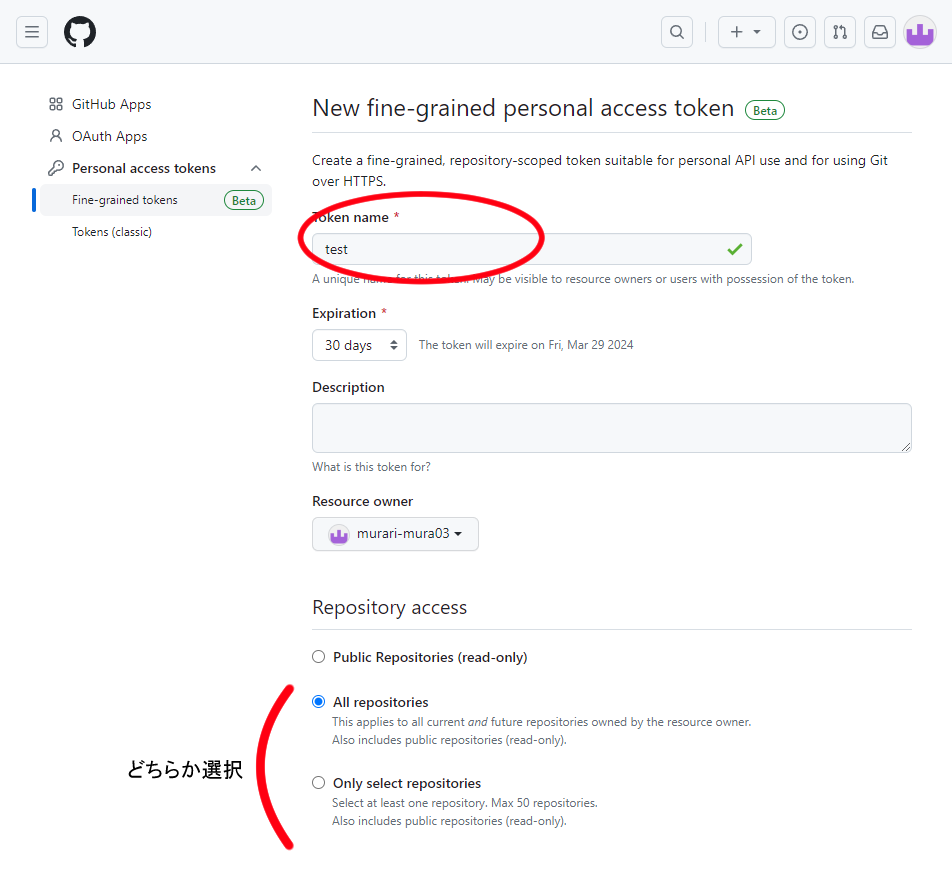 GitHub Apps
OAuth Apps
Personal access tokens
Fine-grained tokens Beta
Tokens (classic)
New fine-grained personal access token Beta
Create a fine-grained, repository-scoped token suitable for personal API use and for using Git
over HTTPS.
Token name *
test
A unique name for this token. May be visible to resource owners or users with possession of the token.
Expiration *
30 days The token will expire on Fri, Mar 29 2024
Description
What is this token for?
Resource owner
murari-mura03
Repository access
Public Repositories (read-only)
All repositories
This applies to all current and future repositories owned by the resource owner.
Also includes public repositories (read-only).
どちらか選択
Only select repositories
Select at least one repository. Max 50 repositories.
Also includes public repositories (read-only).